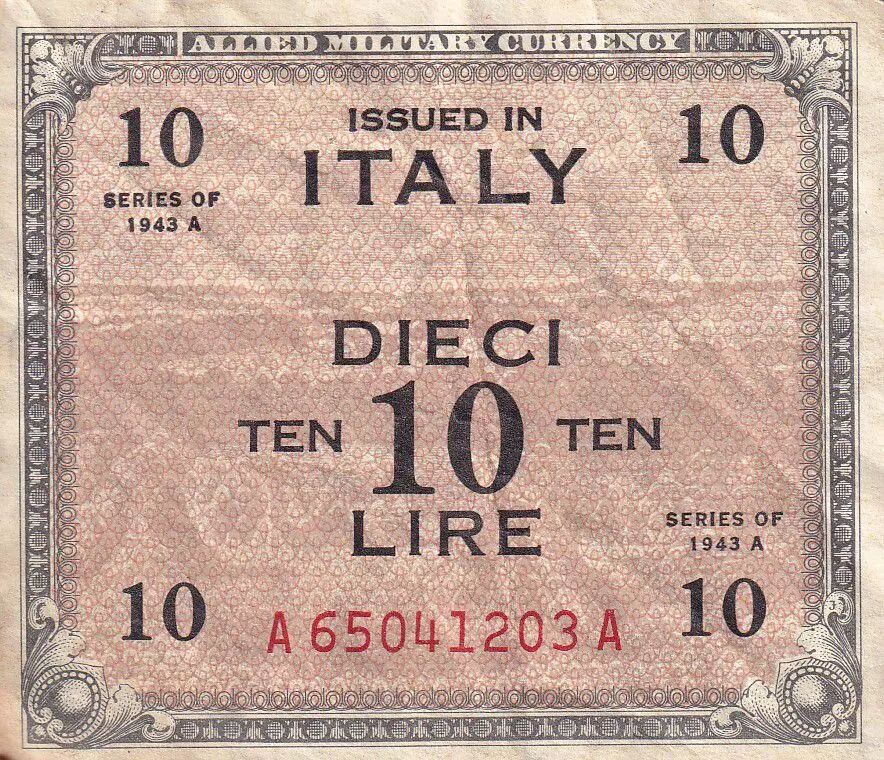 ALLIED MILITARY CURRENCY
10 ISSUED IN 10
ITALY
SERIES OF
1943 A
DIECI
TEN 10 TEN
LIRE
SERIES OF
1943 A
10 A65041203A 10